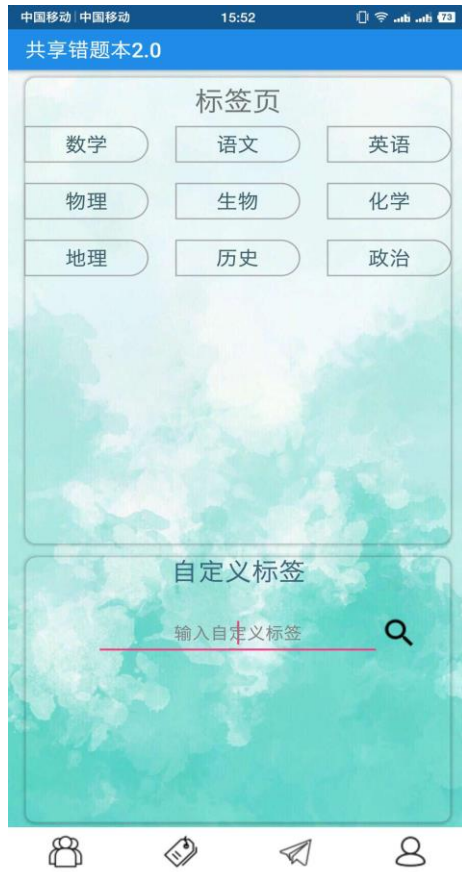 中国移动 中国移动 15:52 73
共享错题本2.0
标签页
数学 语文 英语
物理 生物 化学
地理 历史 政治
自定义标签
输入自定义标签